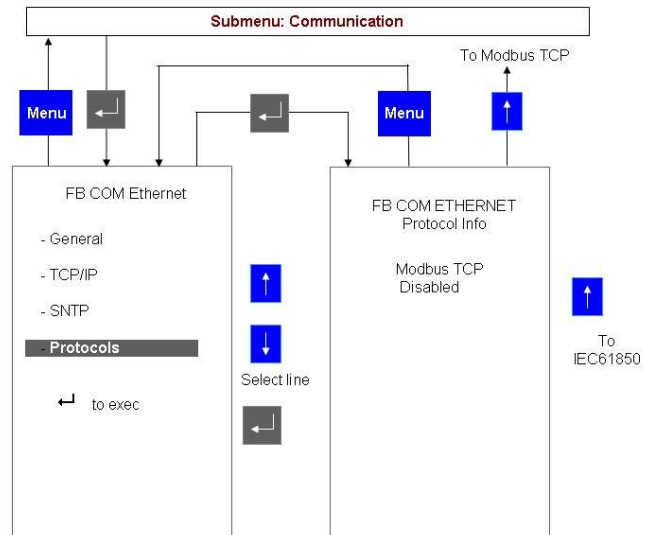 Submenu: Communication
To Modbus TCP
Menu
Menu
FB COM Ethernet
- General
- TCP/IP
- SNTP
- Protocols
to exec
Select line
FB COM ETHERNET
Protocol Info
Modbus TCP
Disabled
To
IEC61850